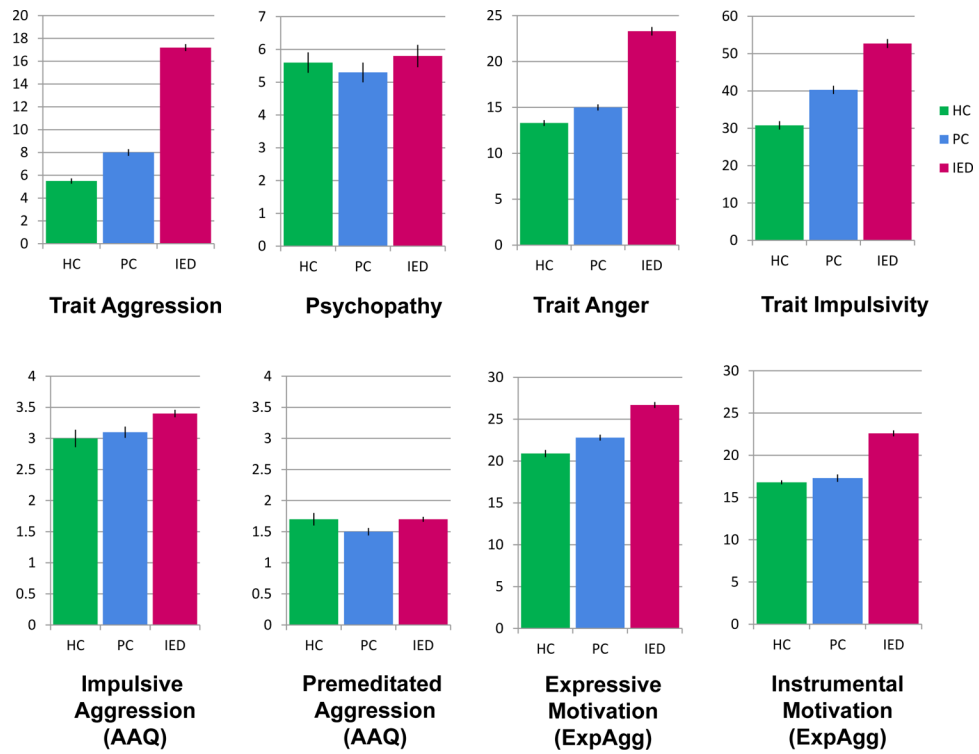 20
18
16
14
12
10
8
6
4
2
0
HC PC IED
Trait Aggression
7
6
5
4
3
2
1
0
HC PC IED
Psychopathy
25
20
15
10
5
0
HC PC IED
Trait Anger
60
50
40
30
20
10
0
HC PC IED
Trait Impulsivity
HC
PC
IED
4
3.5
3
2.5
2
1.5
1
0.5
0
HC PC IED
Impulsive
Aggression
(AAQ)
4
3.5
3
2.5
2
1.5
1
0.5
0
HC PC IED
Premeditated
Aggression
(AAQ)
30
25
20
15
10
5
0
HC PC IED
Expressive
Motivation
(ExpAgg)
30
25
20
15
10
5
0
HC PC IED
Instrumental
Motivation
(ExpAgg)